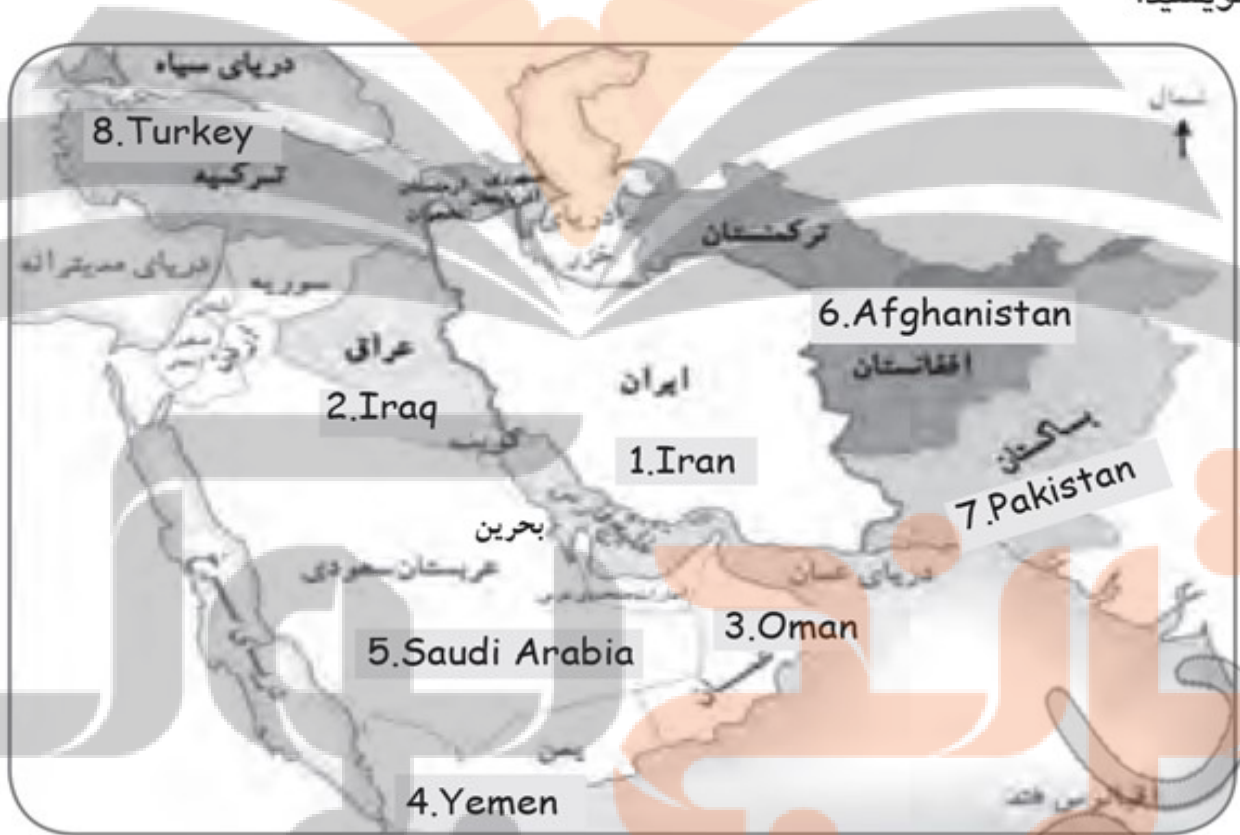 دریای سیاه
شمال
8.Turkey
ترکیه
ترکمنستان
دریای خزر
دریای مدیترانه
سوریه
6.Afghanistan
افغانستان
عراق
ایران
2.Iraq
پاکستان
کویت
1.Iran
7.Pakistan
بحرین
عربستان سعودی
دریای عمان
3.Oman
5.Saudi Arabia
یمن
4.Yemen
اقیانوس هند